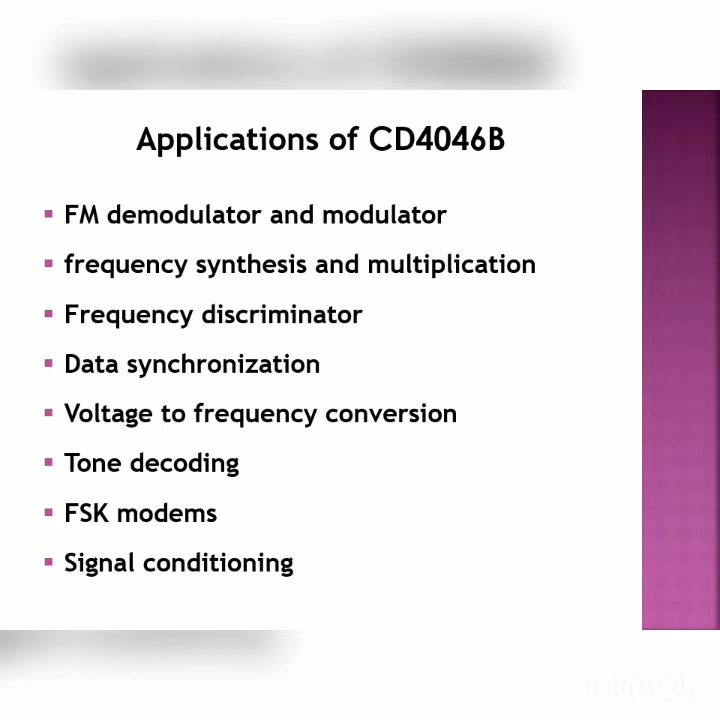 Applications of CD4046B
▪ FM demodulator and modulator
▪ frequency synthesis and multiplication
▪ Frequency discriminator
▪ Data synchronization
▪ Voltage to frequency conversion
▪ Tone decoding
▪ FSK modems
▪ Signal conditioning